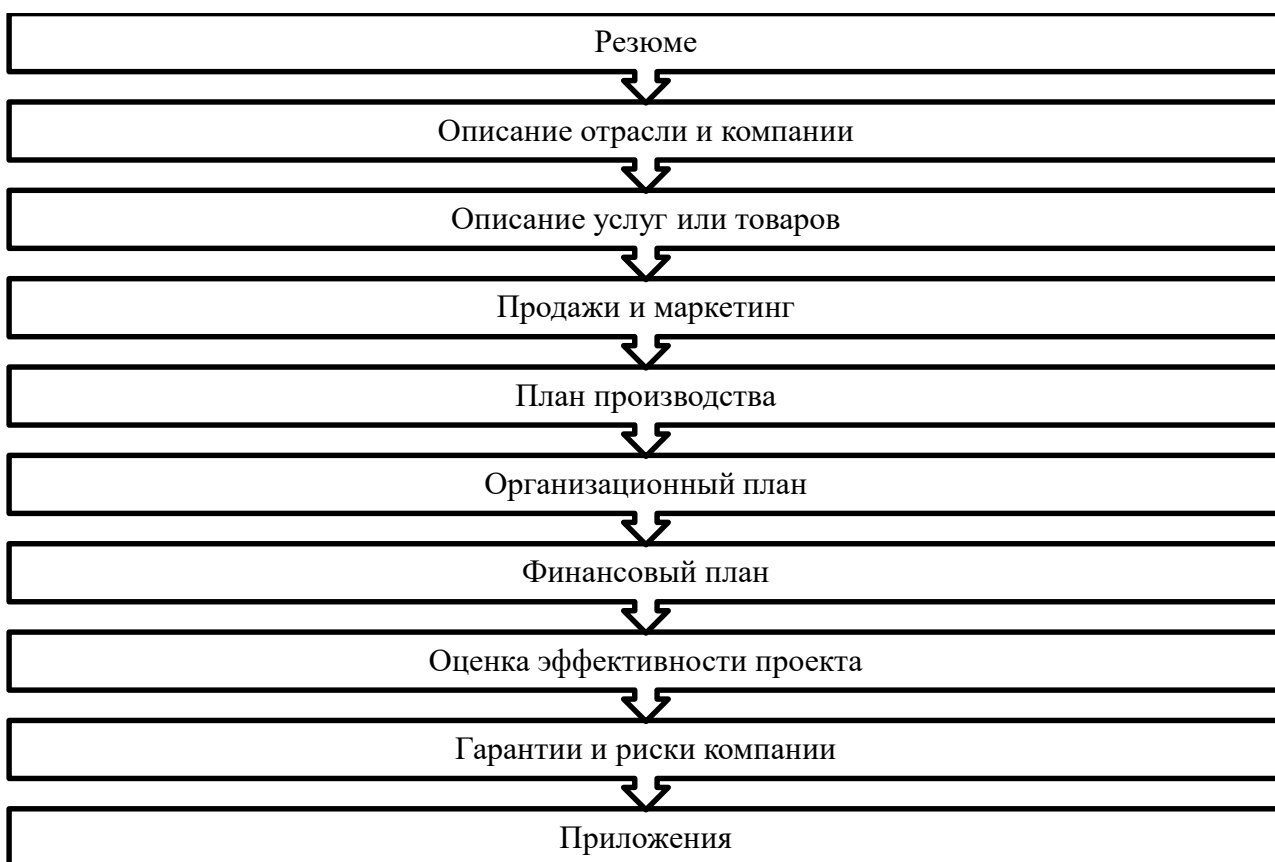 Резюме
Описание отрасли и компании
Описание услуг или товаров
Продажи и маркетинг
План производства
Организационный план
Финансовый план
Оценка эффективности проекта
Гарантии и риски компании
Приложения